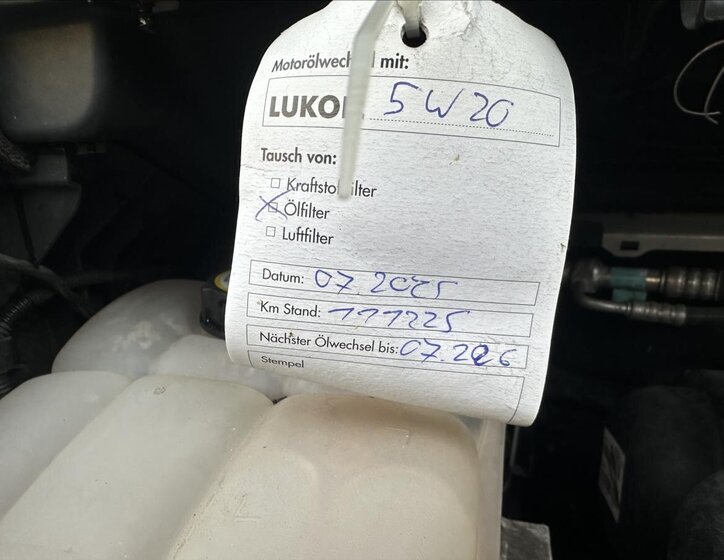 Motorölwechsel mit:
LUKOIL 5W20
Tausch von:
Kraftstofffilter
Ölfilter
Luftfilter
Datum: 07.2025
Km Stand: 111225
Nächster Ölwechsel bis: 07.2026
Stempel